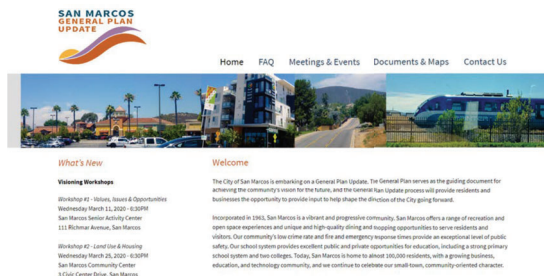 SAN MARCOS
GENERAL PLAN
UPDATE
Home FAQ Meetings & Events Documents & Maps Contact Us
What's New
Visioning Workshops
Workshop #1 - Values, Issues & Opportunities
Wednesday March 11, 2020 - 6:30PM
San Marcos Senior Activity Center
111 Richmar Avenue, San Marcos
Workshop #2 - Land Use & Housing
Wednesday March 25, 2020 - 6:30PM
San Marcos Community Center
3 Civic Center Drive, San Marcos
Welcome
The City of San Marcos is embarking on a General Plan Update. The General Plan serves as the guiding document for
achieving the community's vision for the future, and the General Plan Update process will provide residents and
businesses the opportunity to provide input to help shape the direction of the City going forward.
Incorporated in 1963, San Marcos is a vibrant and progressive community. San Marcos offers a range of recreation and
open space experiences and unique and high-quality dining and shopping opportunities to serve residents and
visitors. Our community's low crime rate and fire and emergency response times provide an exceptional level of public
safety. Our school system provides excellent public and private opportunities for education, including a strong primary
school system and two colleges. Today, San Marcos is home to almost 100,000 residents, with a growing business,
education, and technology community, and we continue to celebrate our small-town, community-oriented character.